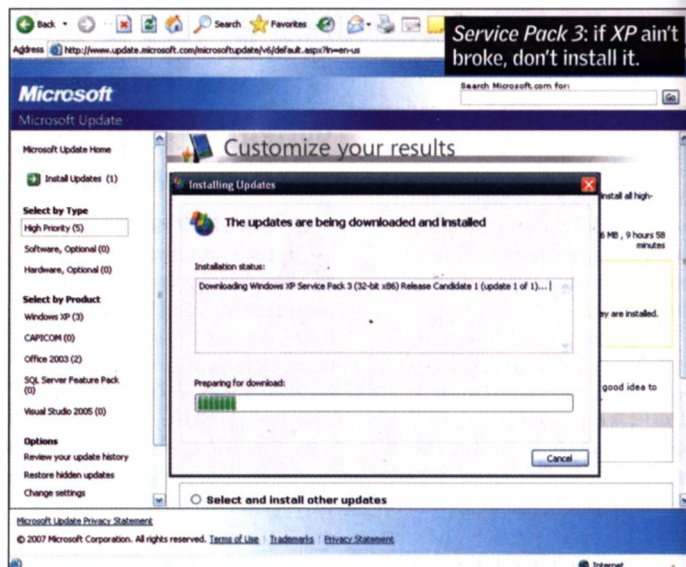 Back
Search
Favorites
Service Pack 3: if XP ain't
broke, don't install it.
Address http://www.update.microsoft.com/microsoftupdate/v6/default.aspx?ln=en-us
Search Microsoft.com for:
Go
Microsoft
Microsoft Update
Microsoft Update Home
Install Updates (1)
Select by Type
High Priority (5)
Software, Optional (0)
Hardware, Optional (0)
Select by Product
Windows XP (3)
CAPICOM (0)
Office 2003 (2)
SQL Server Feature Pack
(0)
Visual Studio 2005 (0)
Options
Review your update history
Restore hidden updates
Change settings
Customize your results
install all high-
6 MB , 9 hours 58
minutes
ey are installed.
good idea to
Installing Updates
The updates are being downloaded and installed
Installation status:
Downloading Windows XP Service Pack 3 (32-bit x86) Release Candidate 1 (update 1 of 1)...
Preparing for download:
Cancel
Select and install other updates
Microsoft Update Privacy Statement
© 2007 Microsoft Corporation. All rights reserved. Terms of Use | Trademarks | Privacy Statement
Internet